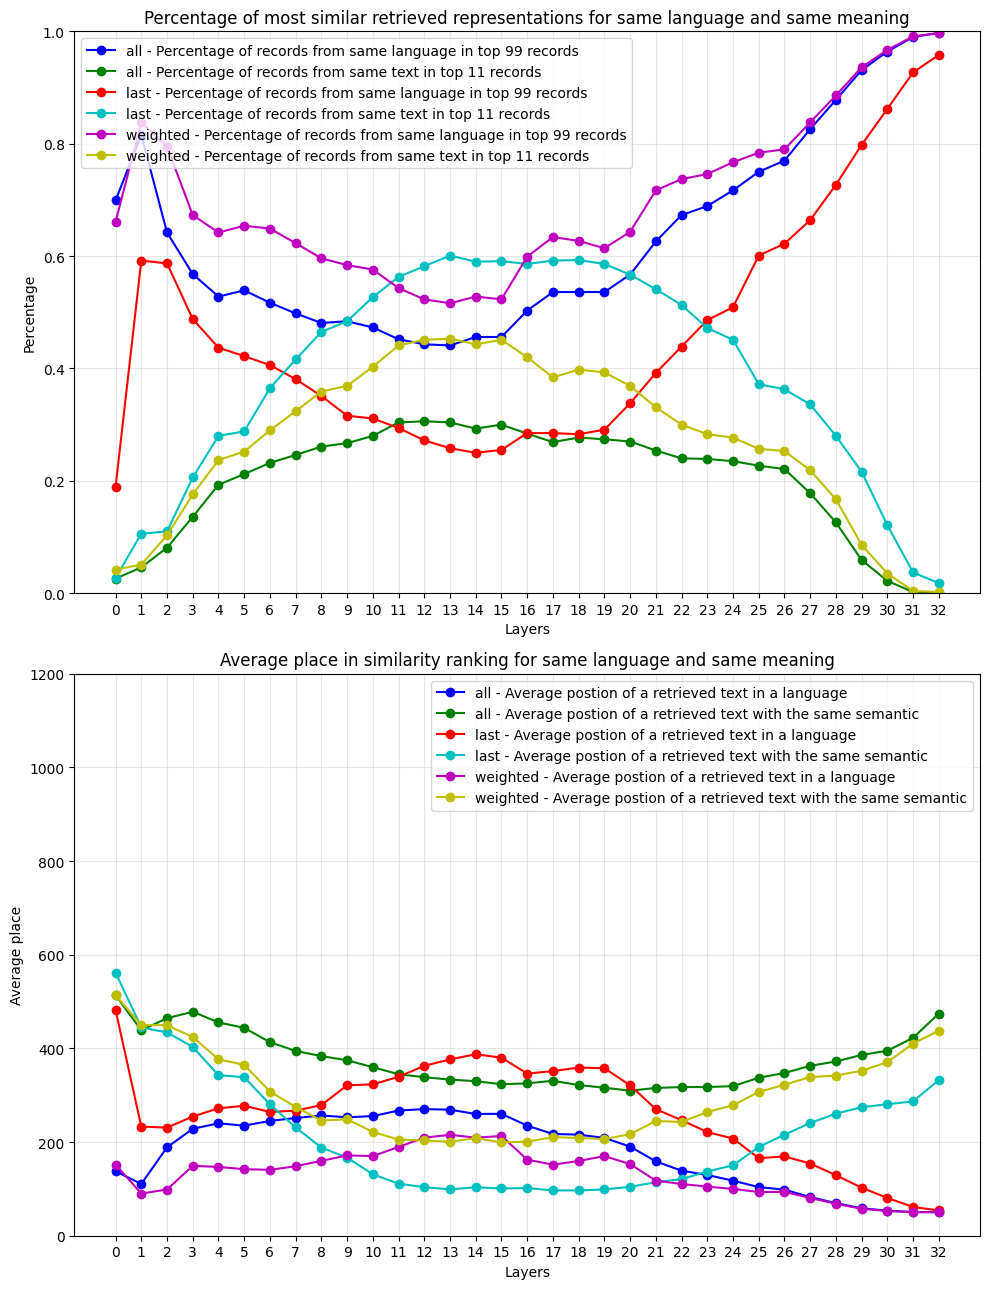 Percentage of most similar retrieved representations for same language and same meaning
1.0
0.8
0.6
0.4
0.2
0.0
Percentage
all - Percentage of records from same language in top 99 records
all - Percentage of records from same text in top 11 records
last - Percentage of records from same language in top 99 records
last - Percentage of records from same text in top 11 records
weighted - Percentage of records from same language in top 99 records
weighted - Percentage of records from same text in top 11 records
0 1 2 3 4 5 6 7 8 9 10 11 12 13 14 15 16 17 18 19 20 21 22 23 24 25 26 27 28 29 30 31 32
Layers
Average place in similarity ranking for same language and same meaning
1200
1000
800
600
400
200
0
Average place
all - Average postion of a retrieved text in a language
all - Average postion of a retrieved text with the same semantic
last - Average postion of a retrieved text in a language
last - Average postion of a retrieved text with the same semantic
weighted - Average postion of a retrieved text in a language
weighted - Average postion of a retrieved text with the same semantic
0 1 2 3 4 5 6 7 8 9 10 11 12 13 14 15 16 17 18 19 20 21 22 23 24 25 26 27 28 29 30 31 32
Layers